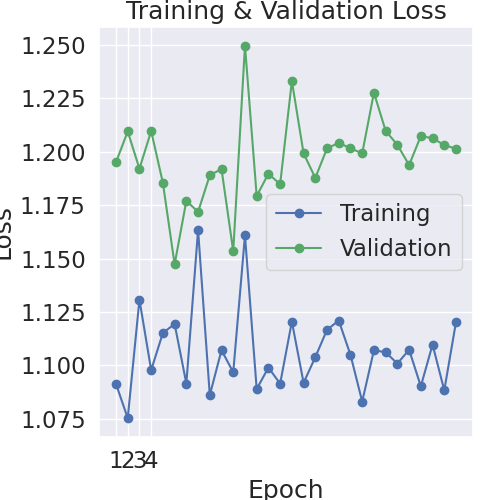 Training & Validation Loss
1.250
1.225
1.200
1.175
1.150
1.125
1.100
1.075
Loss
Training
Validation
1234
Epoch